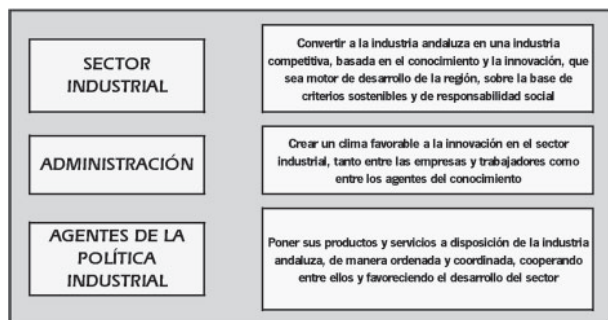 SECTOR
INDUSTRIAL
Convertir a la industria andaluza en una industria
competitiva, basada en el conocimiento y la innovación, que
sea motor de desarrollo de la región, sobre la base de
criterios sostenibles y de responsabilidad social
ADMINISTRACIÓN
Crear un clima favorable a la innovación en el sector
industrial, tanto entre las empresas y trabajadores como
entre los agentes del conocimiento
AGENTES DE LA
POLÍTICA
INDUSTRIAL
Poner sus productos y servicios a disposición de la industria
andaluza, de manera ordenada y coordinada, cooperando
entre ellos y favoreciendo el desarrollo del sector